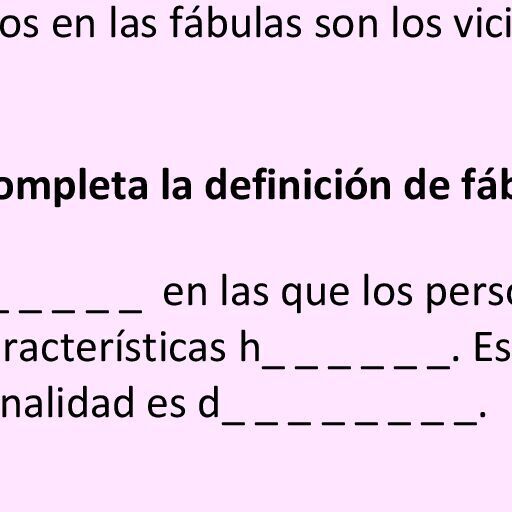 os en las fábulas son los vici
ompleta la definición de fáb
_ _ _ _ _ en las que los perso
racterísticas h_ _ _ _ _ _. Es
nalidad es d_ _ _ _ _ _ _ _.